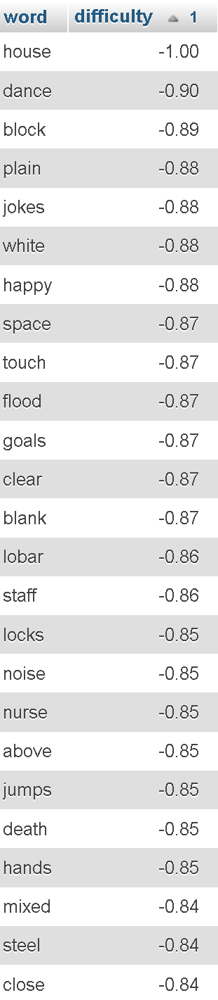 word difficulty 1
house -1.00
dance -0.90
block -0.89
plain -0.88
jokes -0.88
white -0.88
happy -0.88
space -0.87
touch -0.87
flood -0.87
goals -0.87
clear -0.87
blank -0.87
lobar -0.86
staff -0.86
locks -0.85
noise -0.85
nurse -0.85
above -0.85
jumps -0.85
death -0.85
hands -0.85
mixed -0.84
steel -0.84
close -0.84